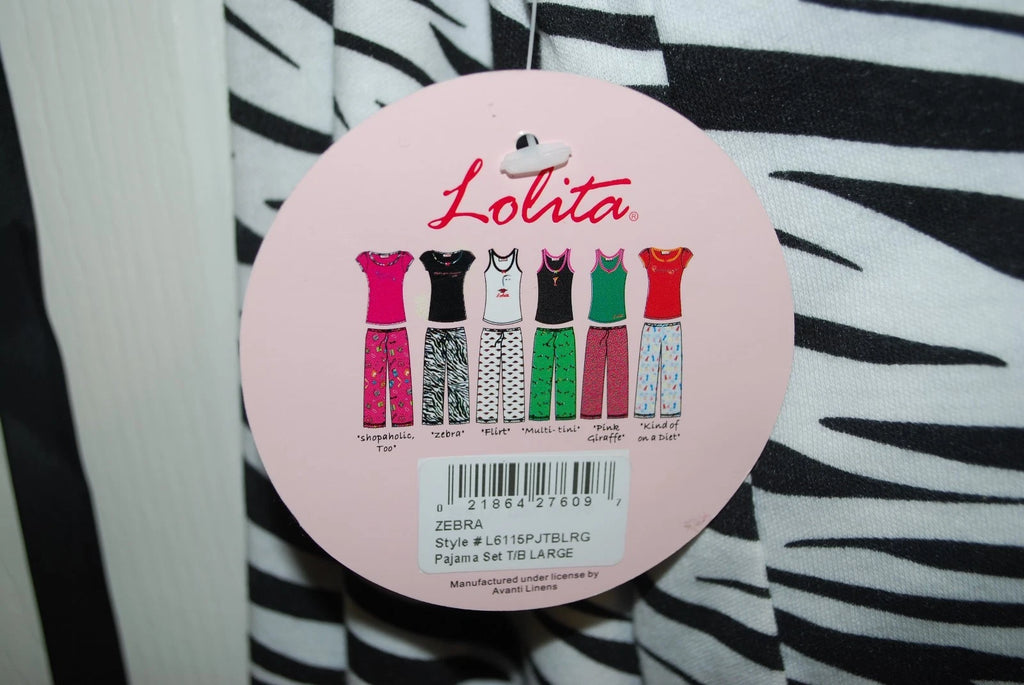 Lolita®
"Shopaholic, Too"
"Zebra"
"Flirt"
"Multi-tini"
"Pink Giraffe"
"Kind of on a Diet"
0 21864 27609 7
ZEBRA
Style # L6115PJTBLRG
Pajama Set T/B LARGE
Manufactured under license by
Avanti Linens